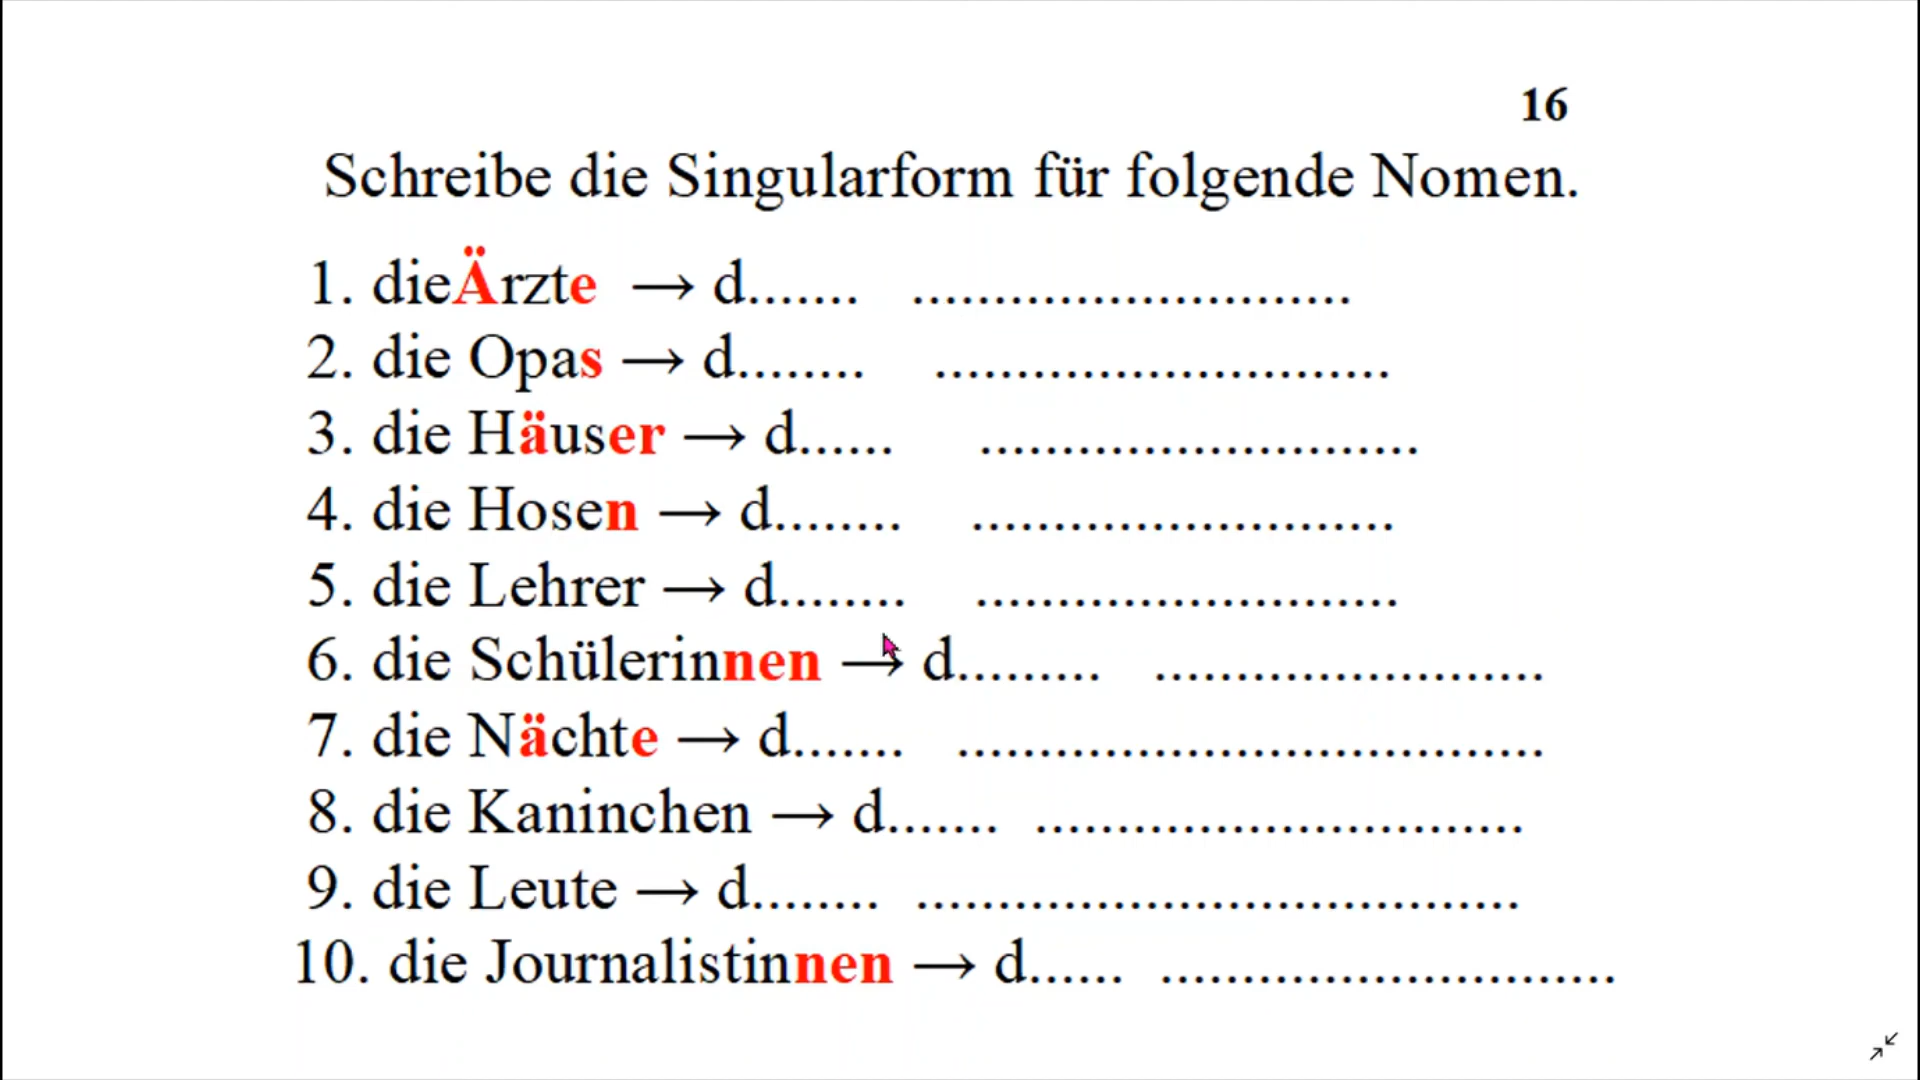 16
Schreibe die Singularform für folgende Nomen.
1. dieÄrzte → d....... ...........................
2. die Opas → d........ ............................
3. die Häuser → d...... ...........................
4. die Hosen → d........ ..........................
5. die Lehrer → d........ ..........................
6. die Schülerinnen → d......... ........................
7. die Nächte → d....... ....................................
8. die Kaninchen → d....... ..............................
9. die Leute → d........ .....................................
10. die Journalistinnen → d...... ............................